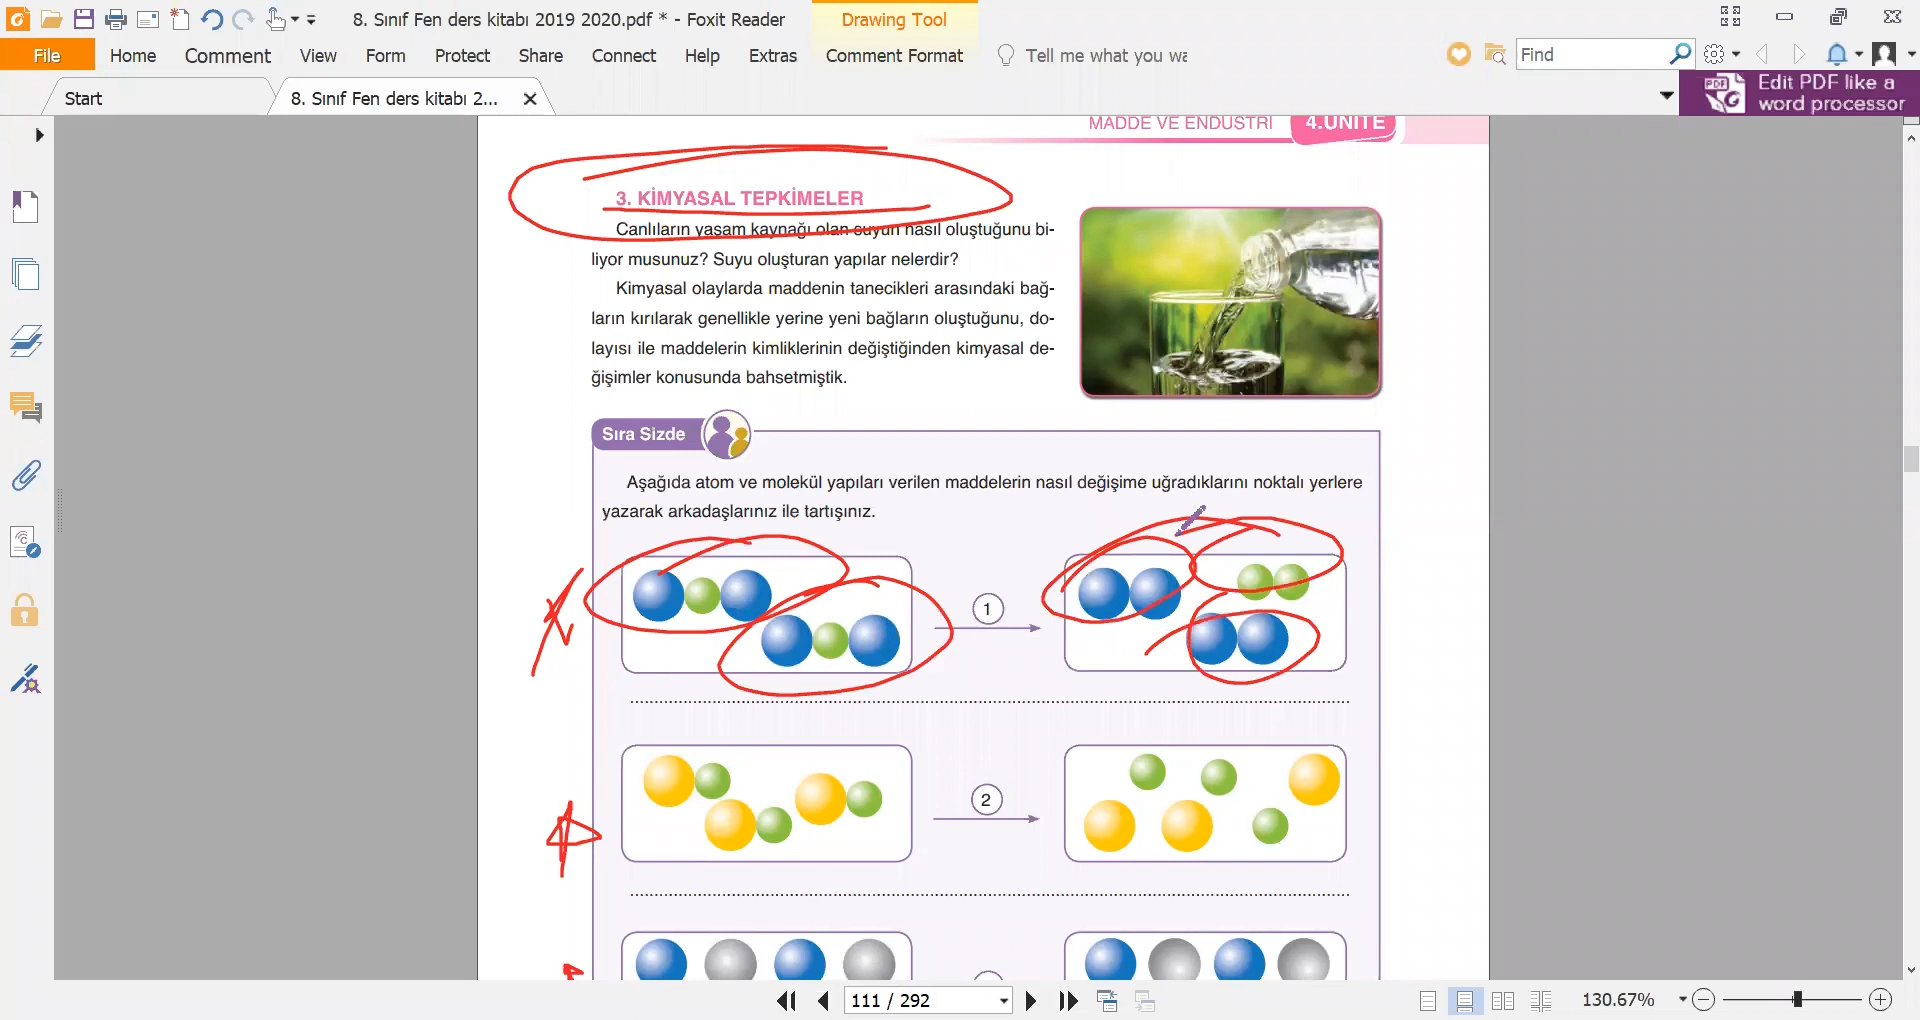 8. Sınıf Fen ders kitabı 2019 2020.pdf * - Foxit Reader
Drawing Tool
File
Home
Comment
View
Form
Protect
Share
Connect
Help
Extras
Comment Format
Tell me what you wa
Find
Start
8. Sınıf Fen ders kitabı 2...
Edit PDF like a
word processor
MADDE VE ENDÜSTRİ
4.ÜNİTE
3. KİMYASAL TEPKİMELER
Canlıların yaşam kaynağı olan suyun nasıl oluştuğunu bi-
liyor musunuz? Suyu oluşturan yapılar nelerdir?
Kimyasal olaylarda maddenin tanecikleri arasındaki bağ-
ların kırılarak genellikle yerine yeni bağların oluştuğunu, do-
layısı ile maddelerin kimliklerinin değiştiğinden kimyasal de-
ğişimler konusunda bahsetmiştik.
Sıra Sizde
Aşağıda atom ve molekül yapıları verilen maddelerin nasıl değişime uğradıklarını noktalı yerlere
yazarak arkadaşlarınız ile tartışınız.
1
2
111 / 292
130.67%